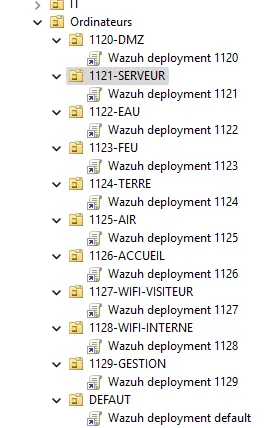 IT
Ordinateurs
1120-DMZ
Wazuh deployment 1120
1121-SERVEUR
Wazuh deployment 1121
1122-EAU
Wazuh deployment 1122
1123-FEU
Wazuh deployment 1123
1124-TERRE
Wazuh deployment 1124
1125-AIR
Wazuh deployment 1125
1126-ACCUEIL
Wazuh deployment 1126
1127-WIFI-VISITEUR
Wazuh deployment 1127
1128-WIFI-INTERNE
Wazuh deployment 1128
1129-GESTION
Wazuh deployment 1129
DEFAUT
Wazuh deployment default